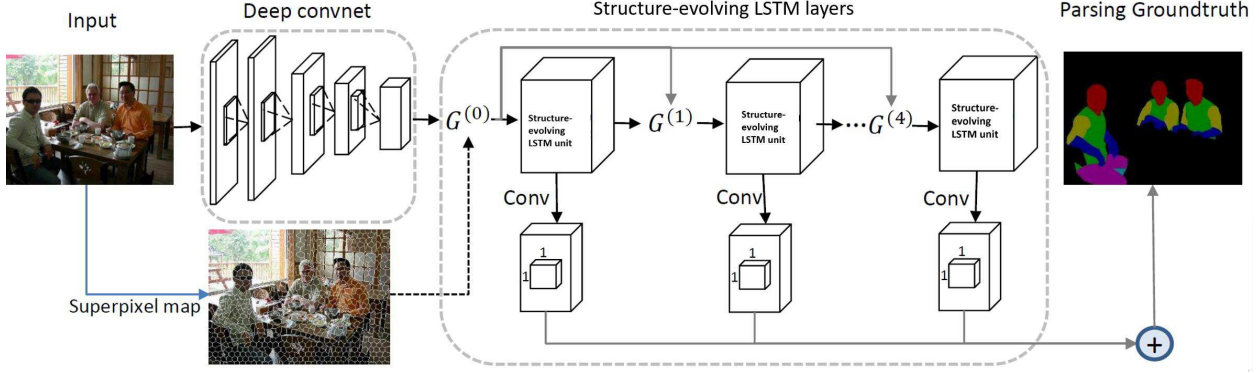 Input
Deep convnet
Structure-evolving LSTM layers
Parsing Groundtruth
G^(0)
Structure-
evolving
LSTM unit
G^(1)
Structure-
evolving
LSTM unit
...G^(4)
Structure-
evolving
LSTM unit
Conv
Conv
Conv
1
1
1
1
1
1
Superpixel map
+